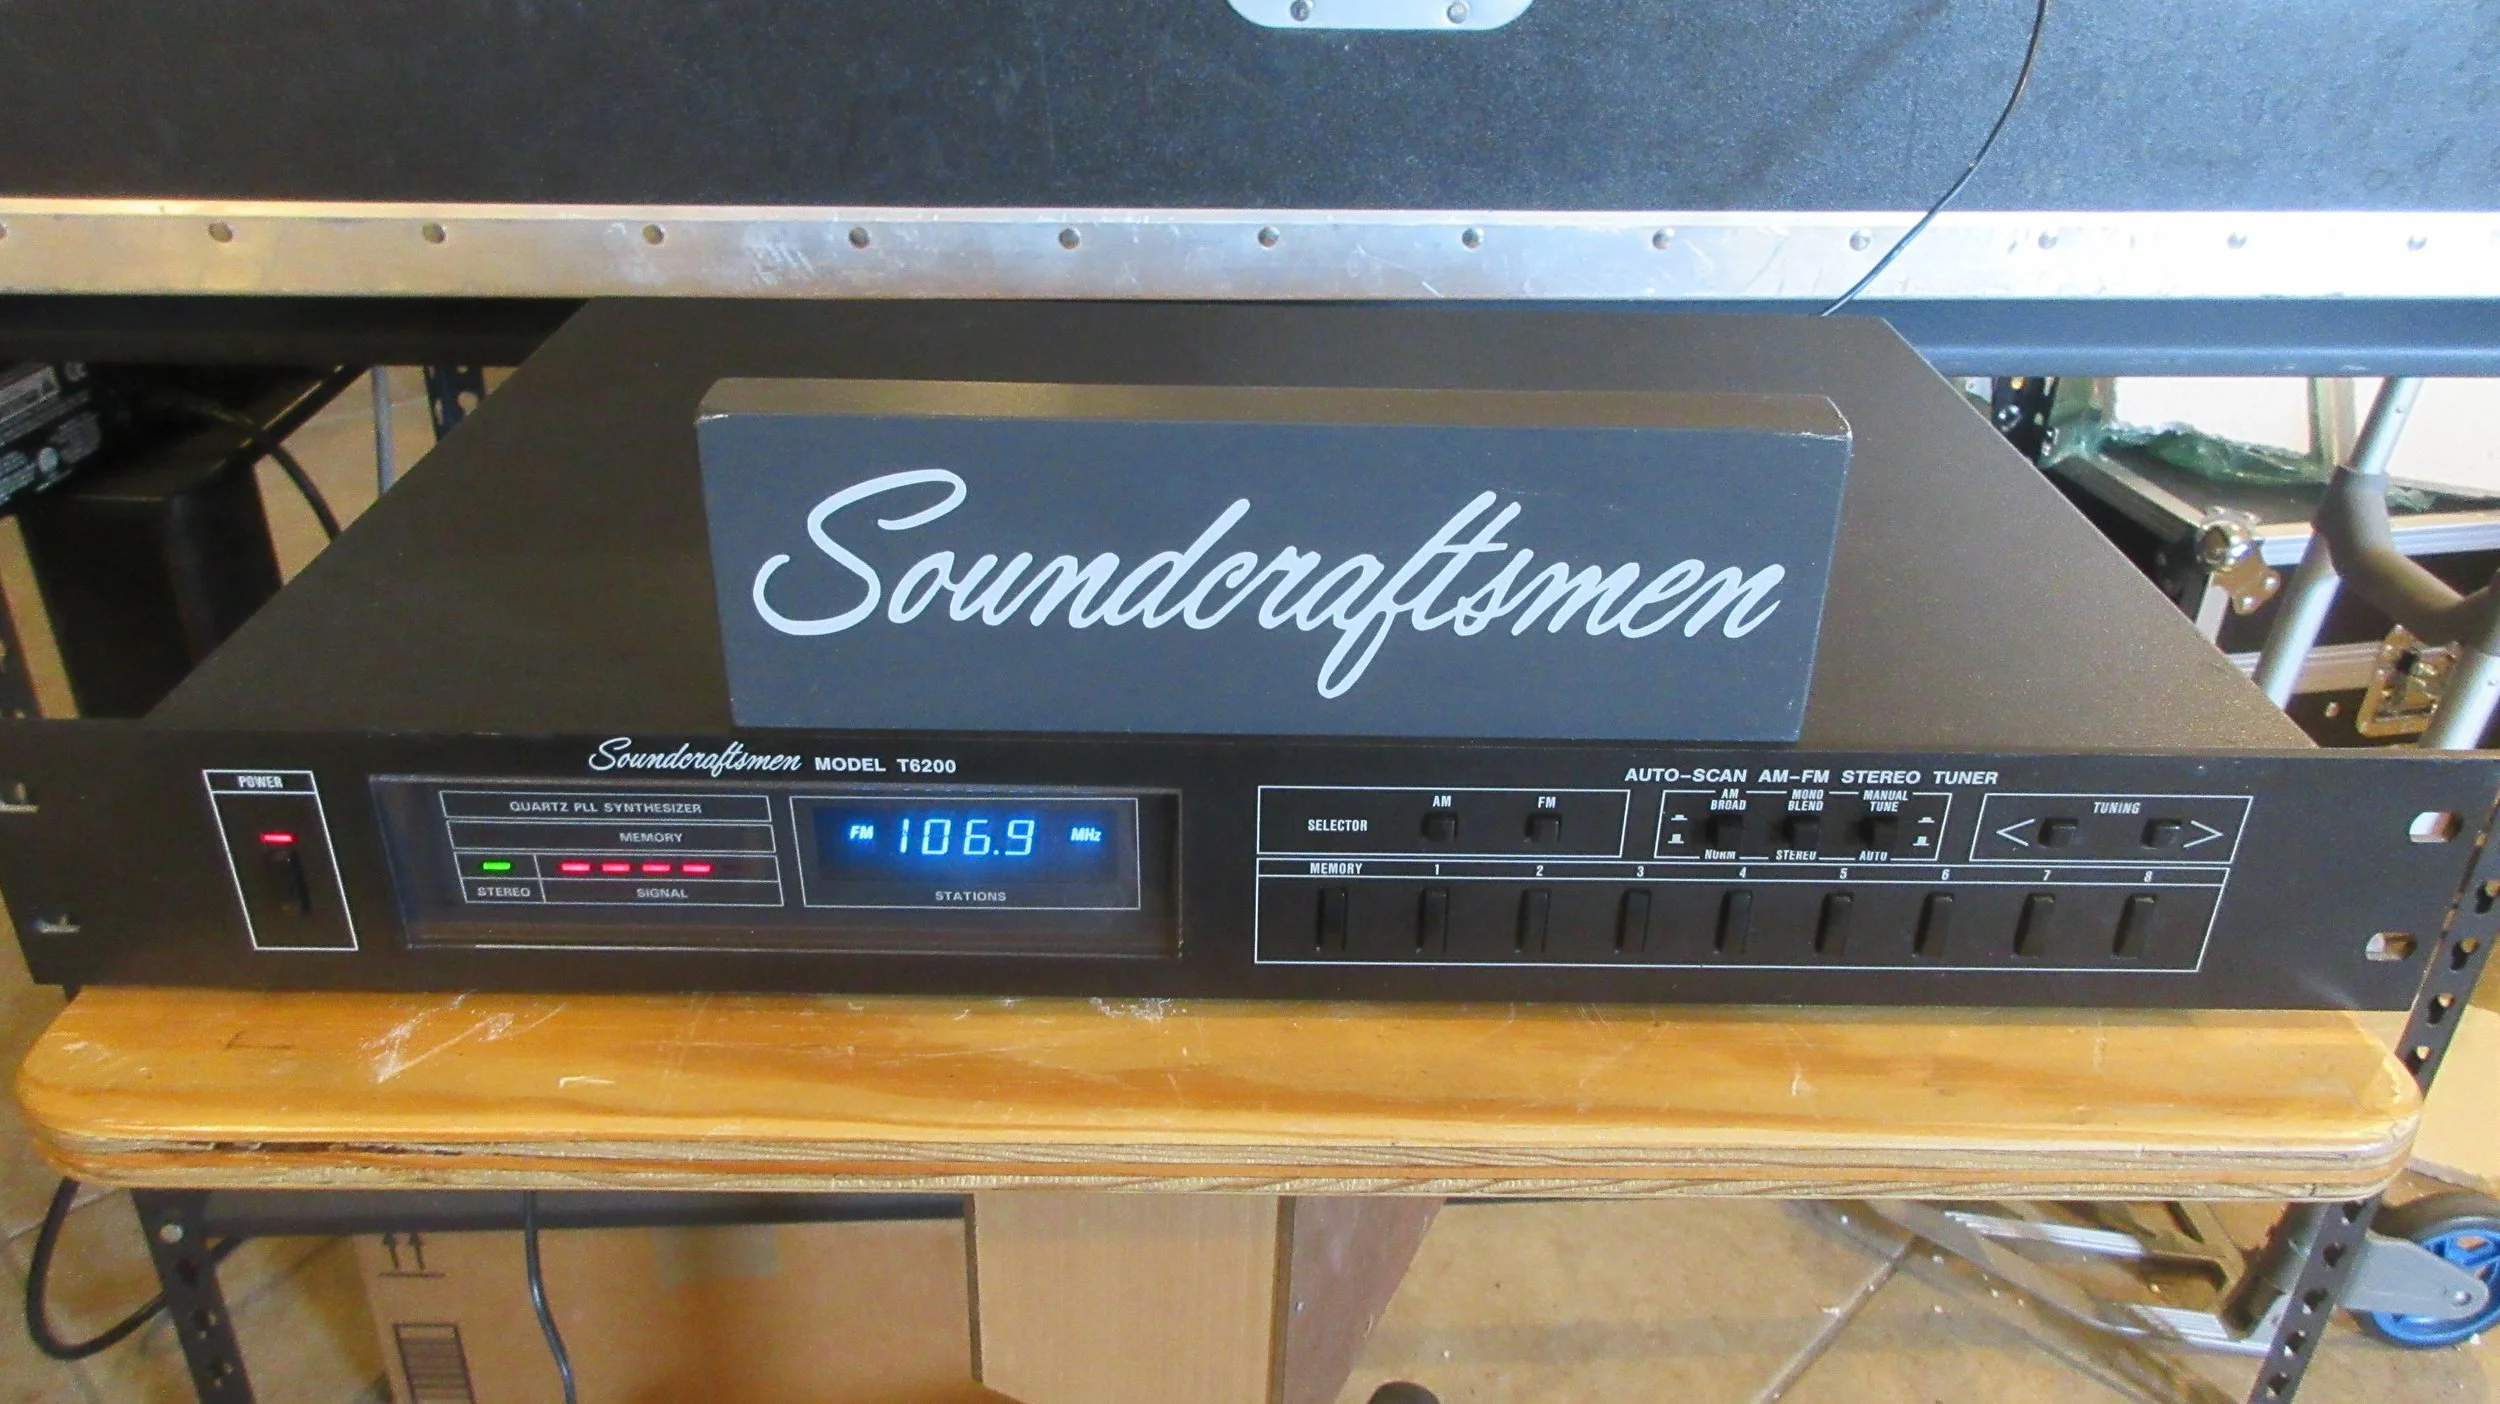 Soundcraftsmen
Soundcraftsmen MODEL T6200
AUTO-SCAN AM-FM STEREO TUNER
POWER
QUARTZ PLL SYNTHESIZER
MEMORY
STEREO SIGNAL
FM 106.9 MHz
STATIONS
SELECTOR
AM FM
AM BROAD
MONO BLEND
MANUAL TUNE
NORM STEREO AUTO
TUNING
< >
MEMORY 1 2 3 4 5 6 7 8